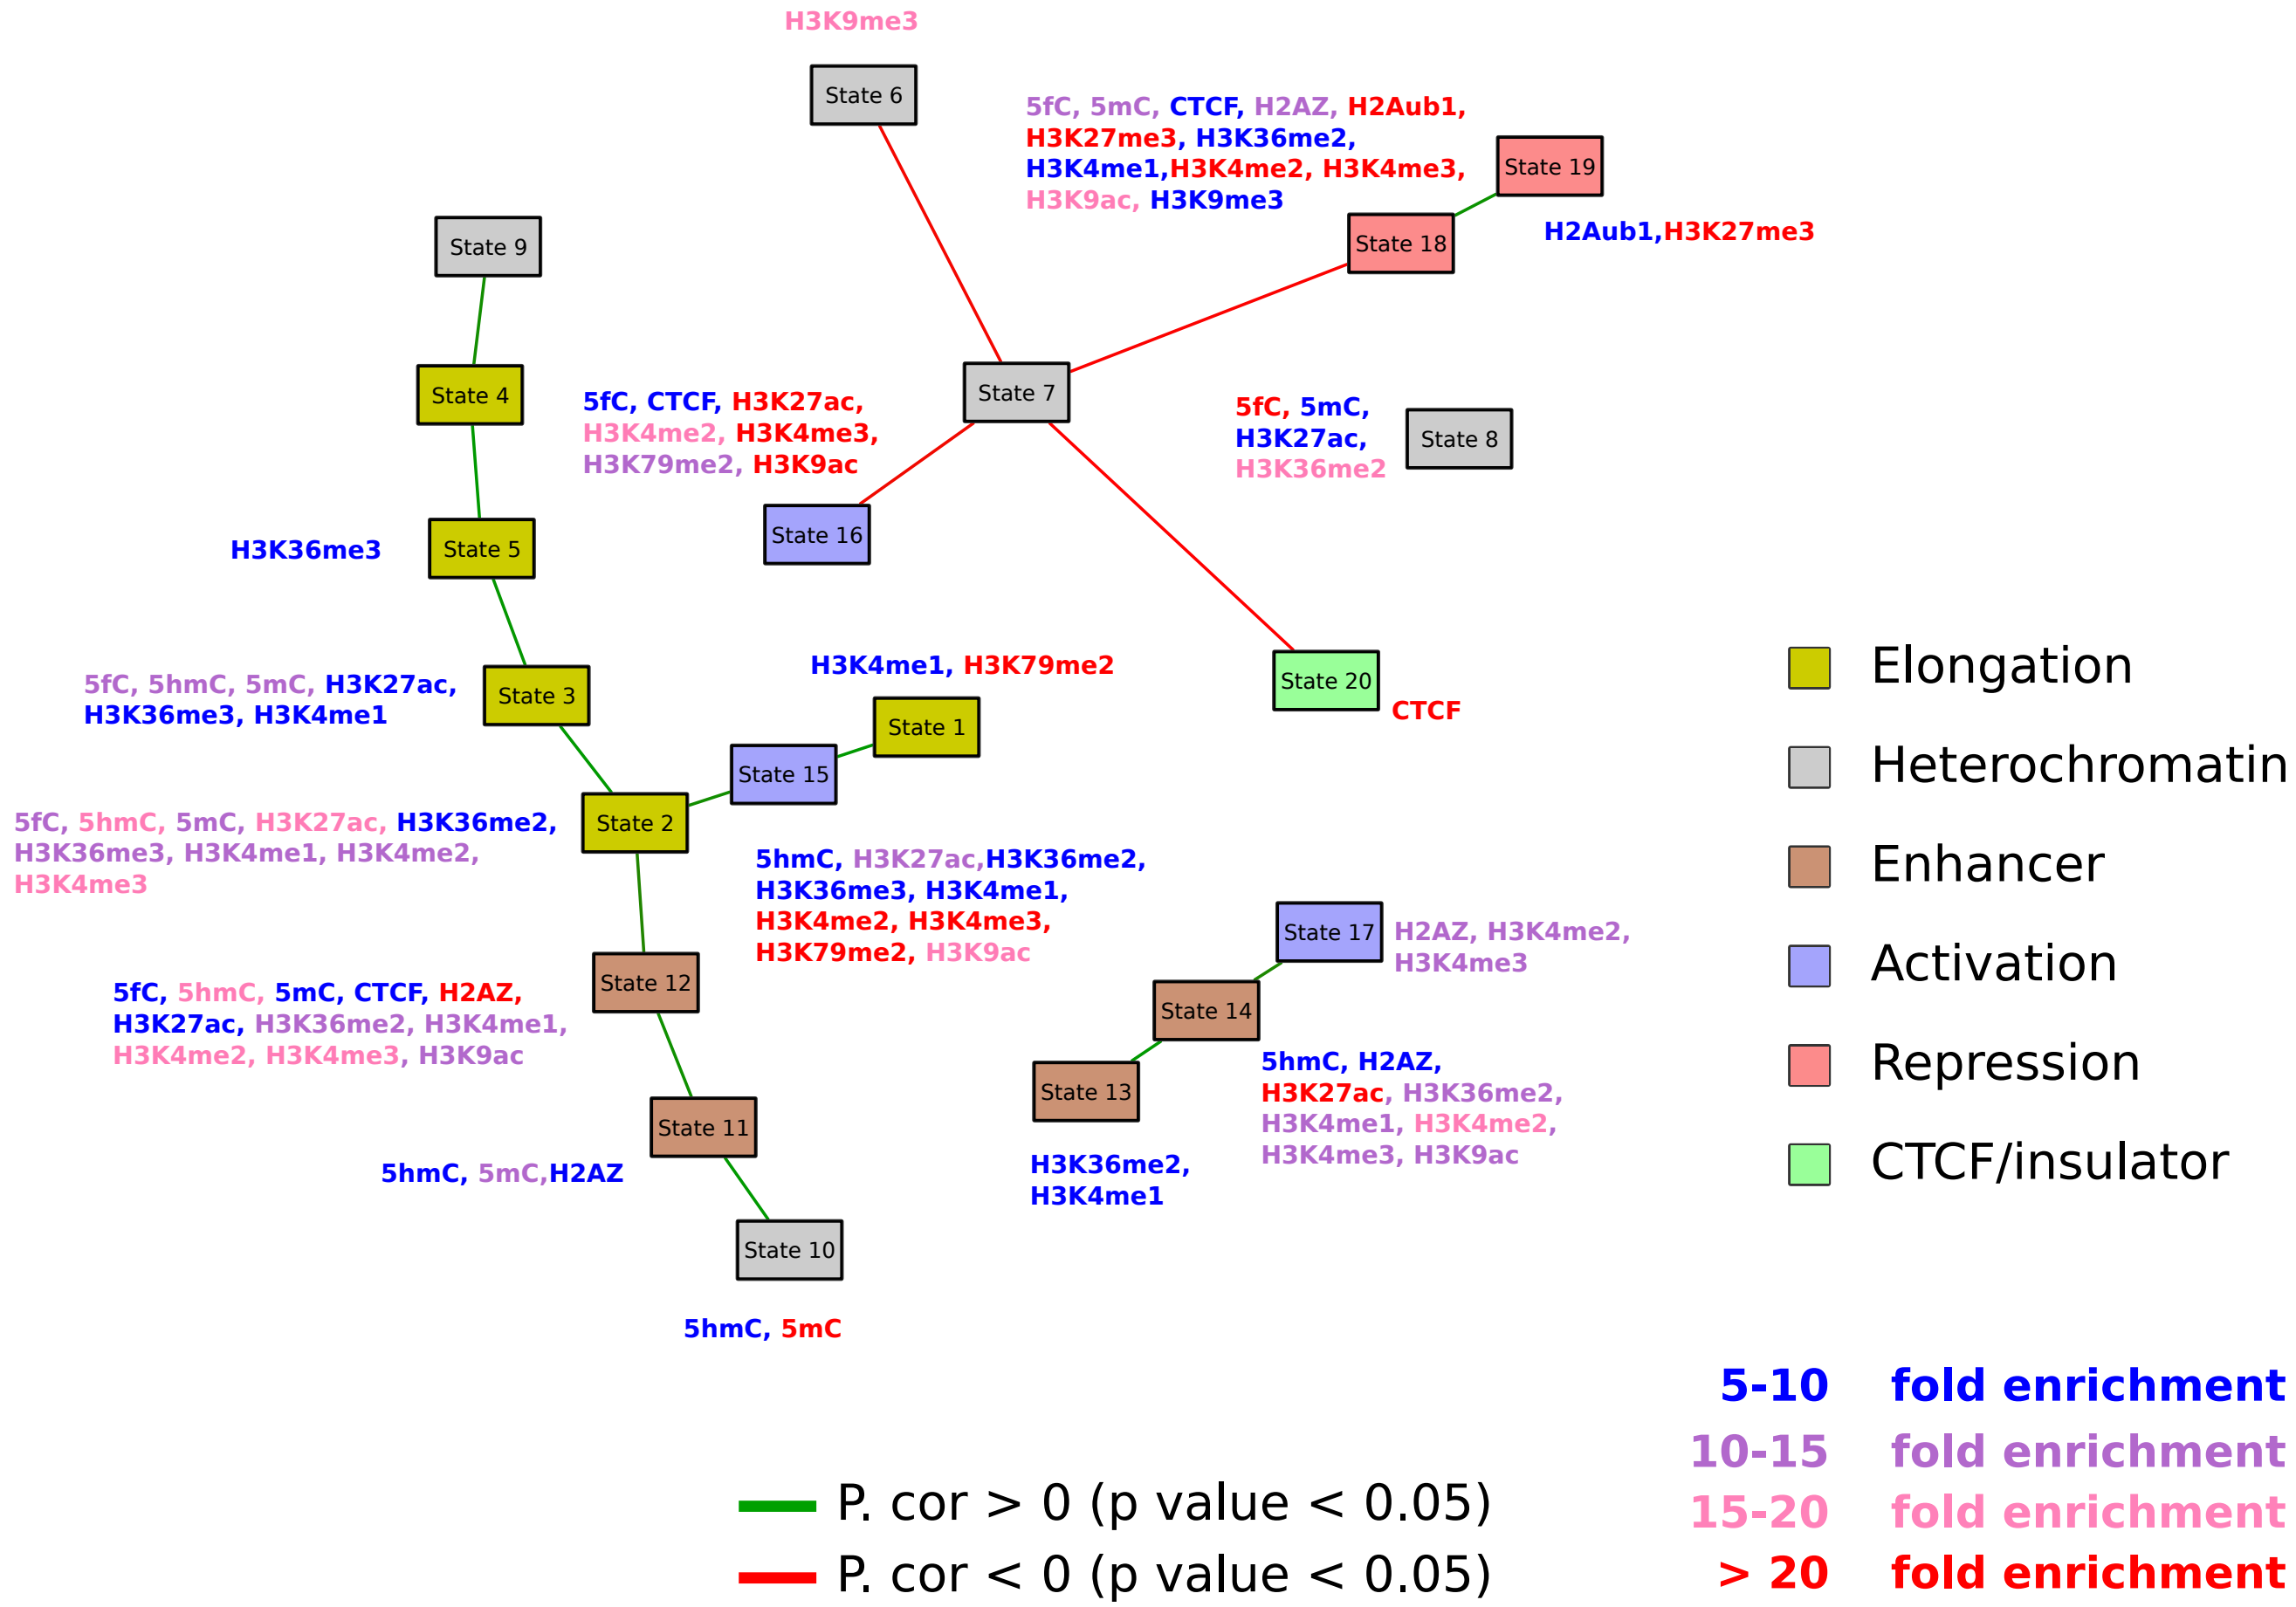 H3K9me3
State 6
5fC, 5mC, CTCF, H2AZ, H2Aub1,
H3K27me3, H3K36me2,
H3K4me1,H3K4me2, H3K4me3,
H3K9ac, H3K9me3
State 19
H2Aub1,H3K27me3
State 18
State 9
State 4
5fC, CTCF, H3K27ac,
H3K4me2, H3K4me3,
H3K79me2, H3K9ac
State 7
5fC, 5mC,
H3K27ac,
H3K36me2
State 8
State 16
H3K36me3
State 5
5fC, 5hmC, 5mC, H3K27ac,
H3K36me3, H3K4me1
State 3
H3K4me1, H3K79me2
State 1
State 15
State 20
CTCF
5fC, 5hmC, 5mC, H3K27ac, H3K36me2,
H3K36me3, H3K4me1, H3K4me2,
H3K4me3
State 2
5hmC, H3K27ac,H3K36me2,
H3K36me3, H3K4me1,
H3K4me2, H3K4me3,
H3K79me2, H3K9ac
State 17
H2AZ, H3K4me2,
H3K4me3
5fC, 5hmC, 5mC, CTCF, H2AZ,
H3K27ac, H3K36me2, H3K4me1,
H3K4me2, H3K4me3, H3K9ac
State 12
State 14
5hmC, H2AZ,
H3K27ac, H3K36me2,
H3K4me1, H3K4me2,
H3K4me3, H3K9ac
State 13
H3K36me2,
H3K4me1
State 11
5hmC, 5mC,H2AZ
State 10
5hmC, 5mC
Elongation
Heterochromatin
Enhancer
Activation
Repression
CTCF/insulator
P. cor > 0 (p value < 0.05)
P. cor < 0 (p value < 0.05)
5-10 fold enrichment
10-15 fold enrichment
15-20 fold enrichment
> 20 fold enrichment